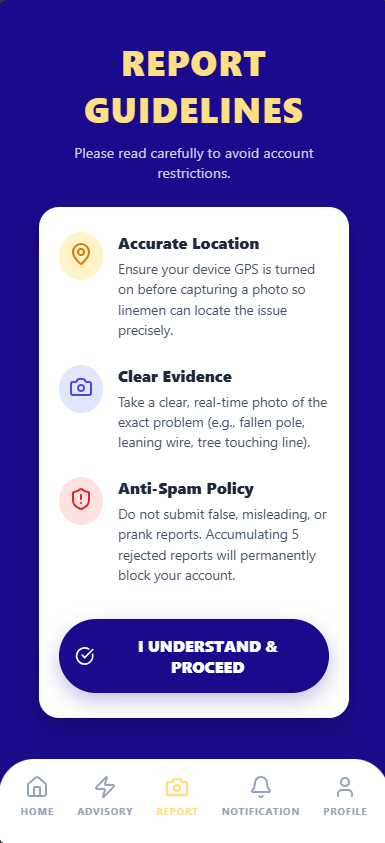 REPORT
GUIDELINES
Please read carefully to avoid account
restrictions.
Accurate Location
Ensure your device GPS is turned
on before capturing a photo so
linemen can locate the issue
precisely.
Clear Evidence
Take a clear, real-time photo of the
exact problem (e.g., fallen pole,
leaning wire, tree touching line).
Anti-Spam Policy
Do not submit false, misleading, or
prank reports. Accumulating 5
rejected reports will permanently
block your account.
I UNDERSTAND &
PROCEED
HOME ADVISORY REPORT NOTIFICATION PROFILE